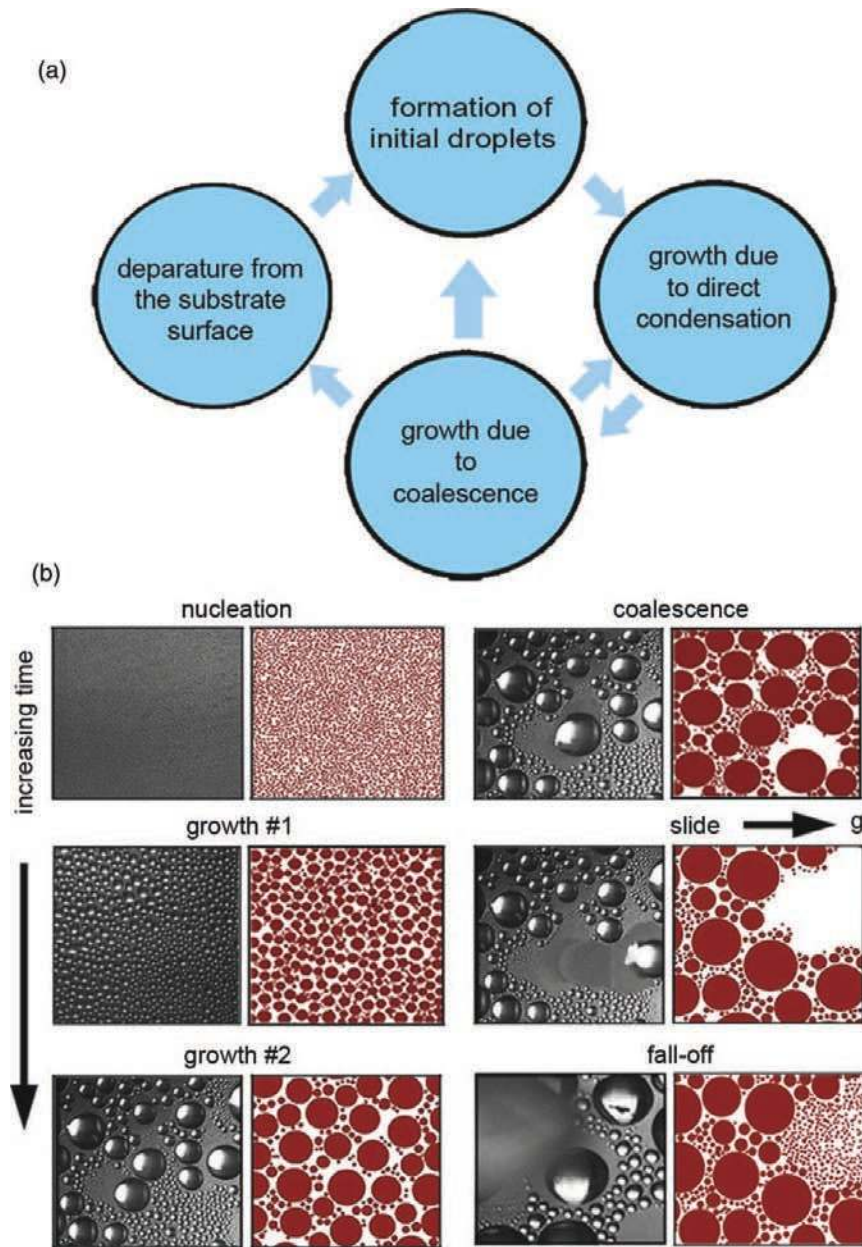 (a)
formation of
initial droplets
deparature from
the substrate
surface
growth due
to direct
condensation
growth due
to
coalescence
(b)
nucleation
coalescence
increasing time
growth #1
slide
g
growth #2
fall-off